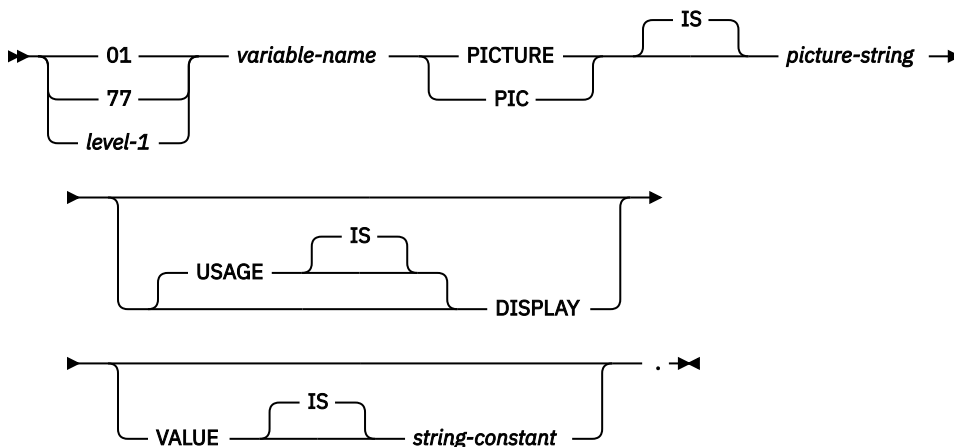 IS
01 variable-name PICTURE picture-string
77 PIC
level-1
IS
USAGE
DISPLAY
.
IS
VALUE string-constant